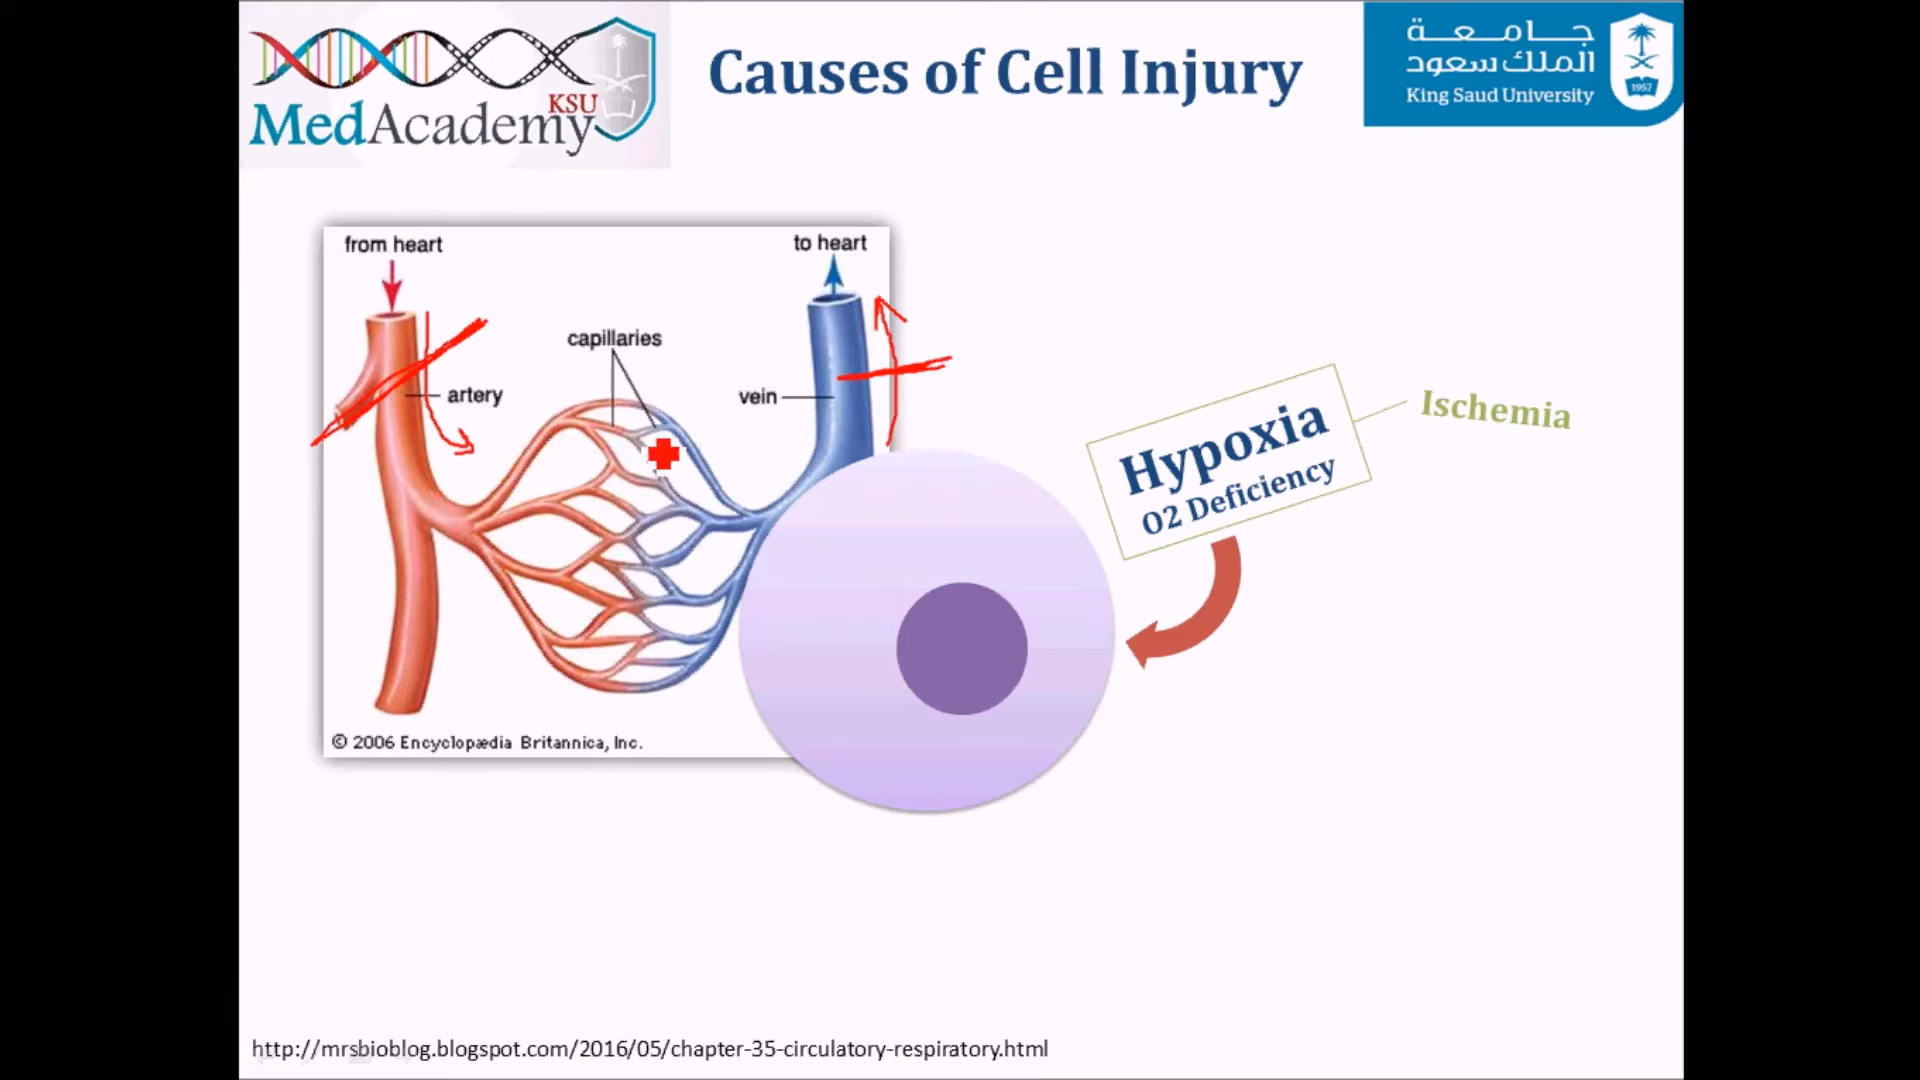 MedAcademy
KSU
Causes of Cell Injury
جامعة
الملك سعود
King Saud University
1957
from heart
to heart
capillaries
artery
vein
Hypoxia
O2 Deficiency
Ischemia
© 2006 Encyclopædia Britannica, Inc.
http://mrsbioblog.blogspot.com/2016/05/chapter-35-circulatory-respiratory.html